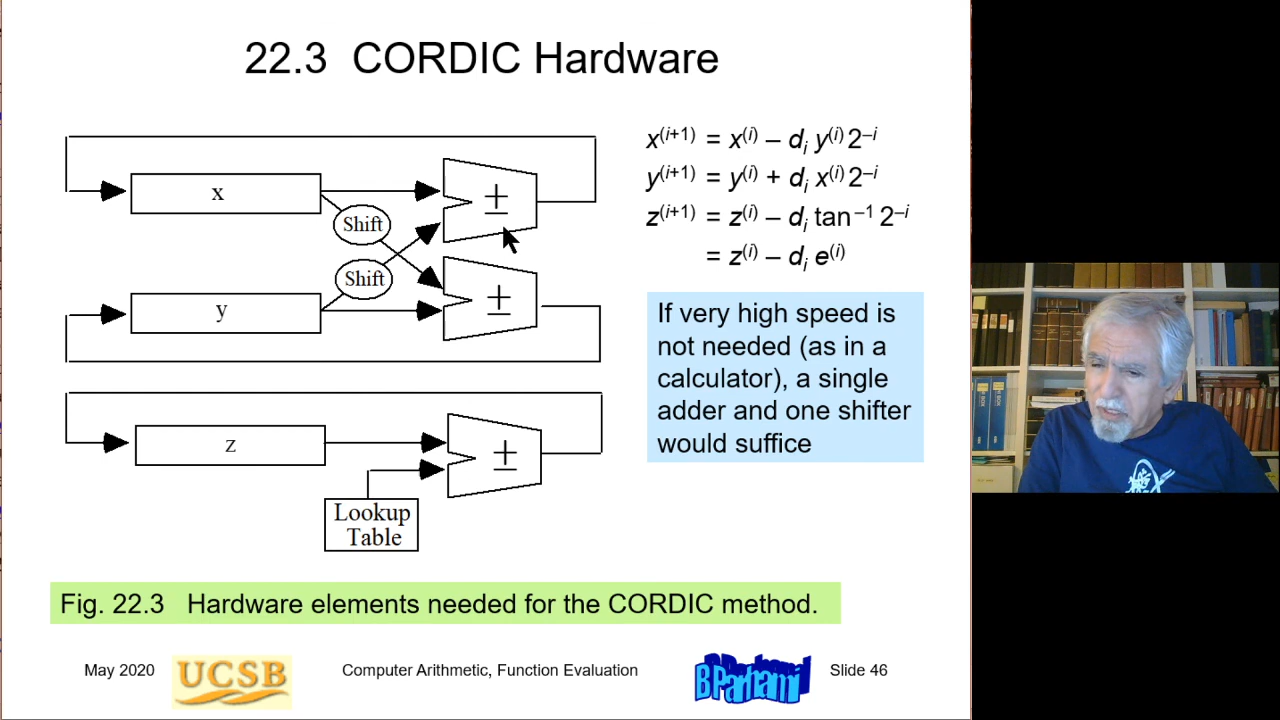 22.3 CORDIC Hardware
x
Shift
±
Shift
y
±
z
±
Lookup
Table
x(i+1) = x(i) – di y(i) 2–i
y(i+1) = y(i) + di x(i) 2–i
z(i+1) = z(i) – di tan–1 2–i
= z(i) – di e(i)
If very high speed is
not needed (as in a
calculator), a single
adder and one shifter
would suffice
Fig. 22.3 Hardware elements needed for the CORDIC method.
May 2020
UCSB
Computer Arithmetic, Function Evaluation
B Parhami
Slide 46